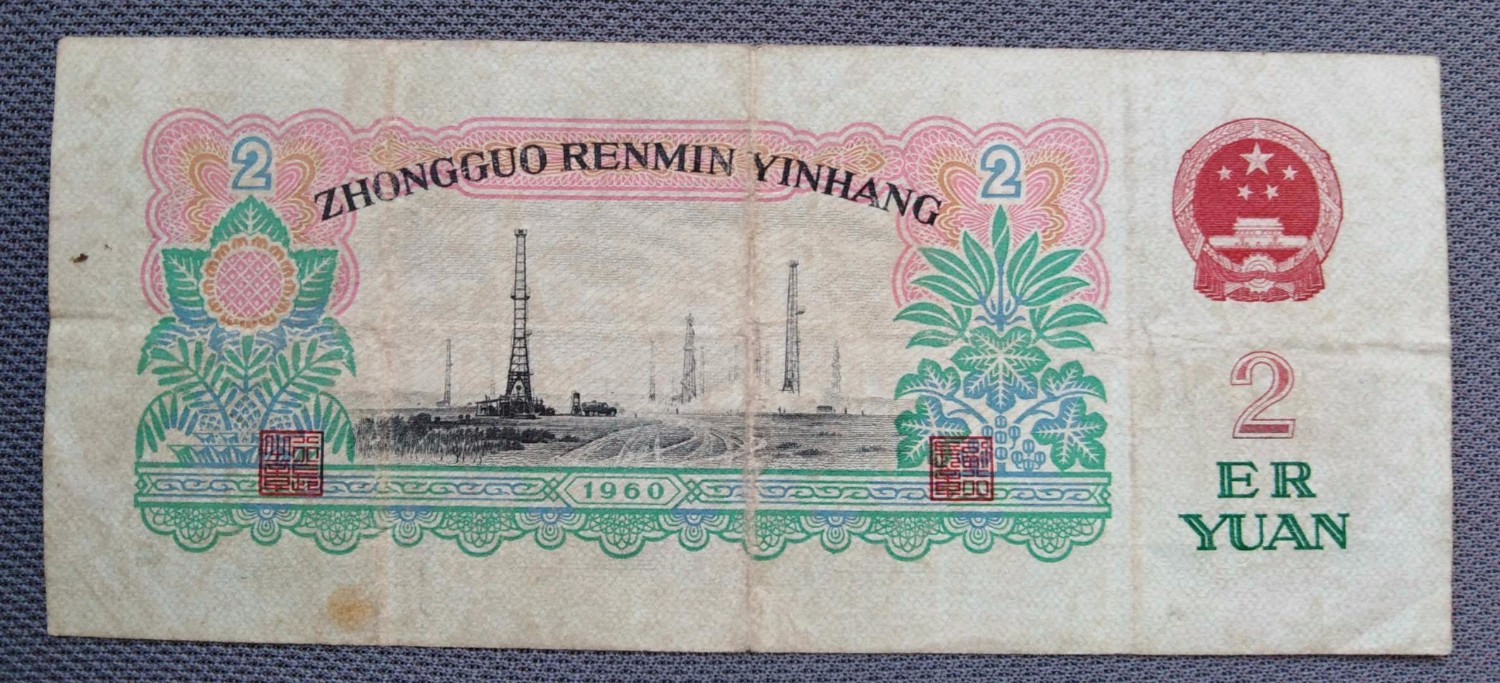 2
2
ZHONGGUO RENMIN YINHANG
1960
2
ER
YUAN